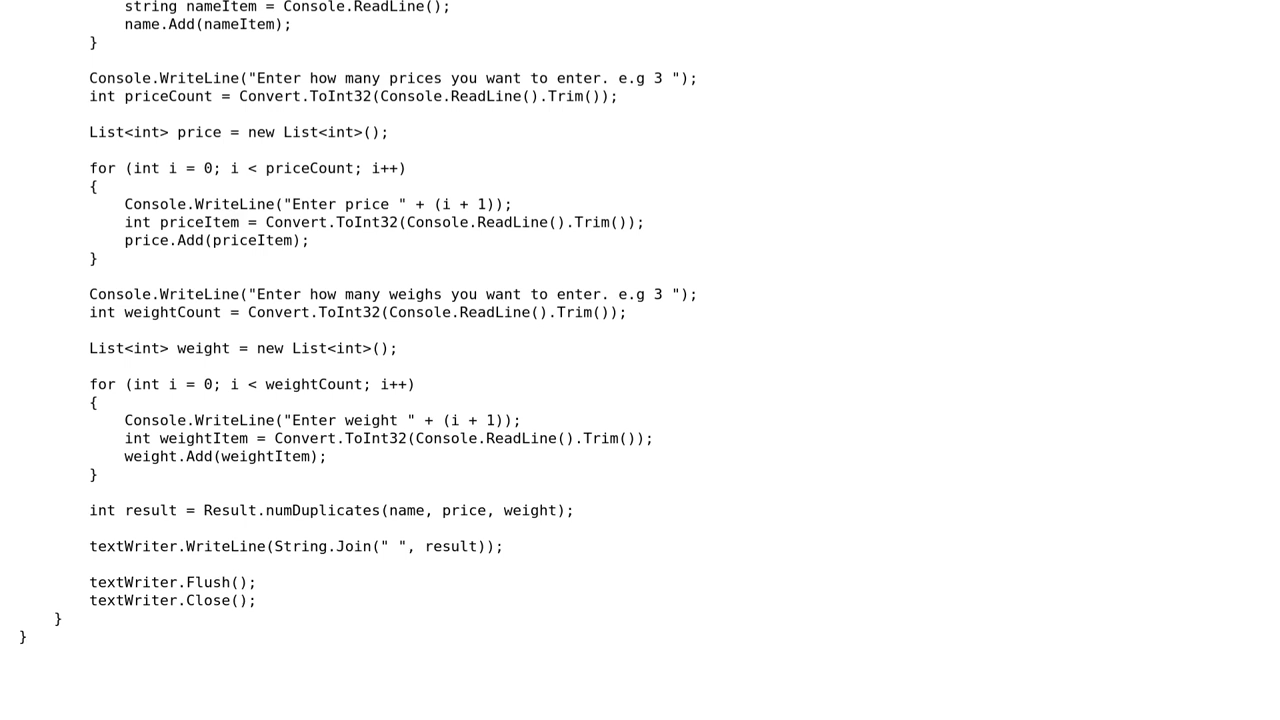 string nameItem = Console.ReadLine();
name.Add(nameItem);
}
Console.WriteLine("Enter how many prices you want to enter. e.g 3 ");
int priceCount = Convert.ToInt32(Console.ReadLine().Trim());
List<int> price = new List<int>();
for (int i = 0; i < priceCount; i++)
{
Console.WriteLine("Enter price " + (i + 1));
int priceItem = Convert.ToInt32(Console.ReadLine().Trim());
price.Add(priceItem);
}
Console.WriteLine("Enter how many weighs you want to enter. e.g 3 ");
int weightCount = Convert.ToInt32(Console.ReadLine().Trim());
List<int> weight = new List<int>();
for (int i = 0; i < weightCount; i++)
{
Console.WriteLine("Enter weight " + (i + 1));
int weightItem = Convert.ToInt32(Console.ReadLine().Trim());
weight.Add(weightItem);
}
int result = Result.numDuplicates(name, price, weight);
textWriter.WriteLine(String.Join(" ", result));
textWriter.Flush();
textWriter.Close();
}
}